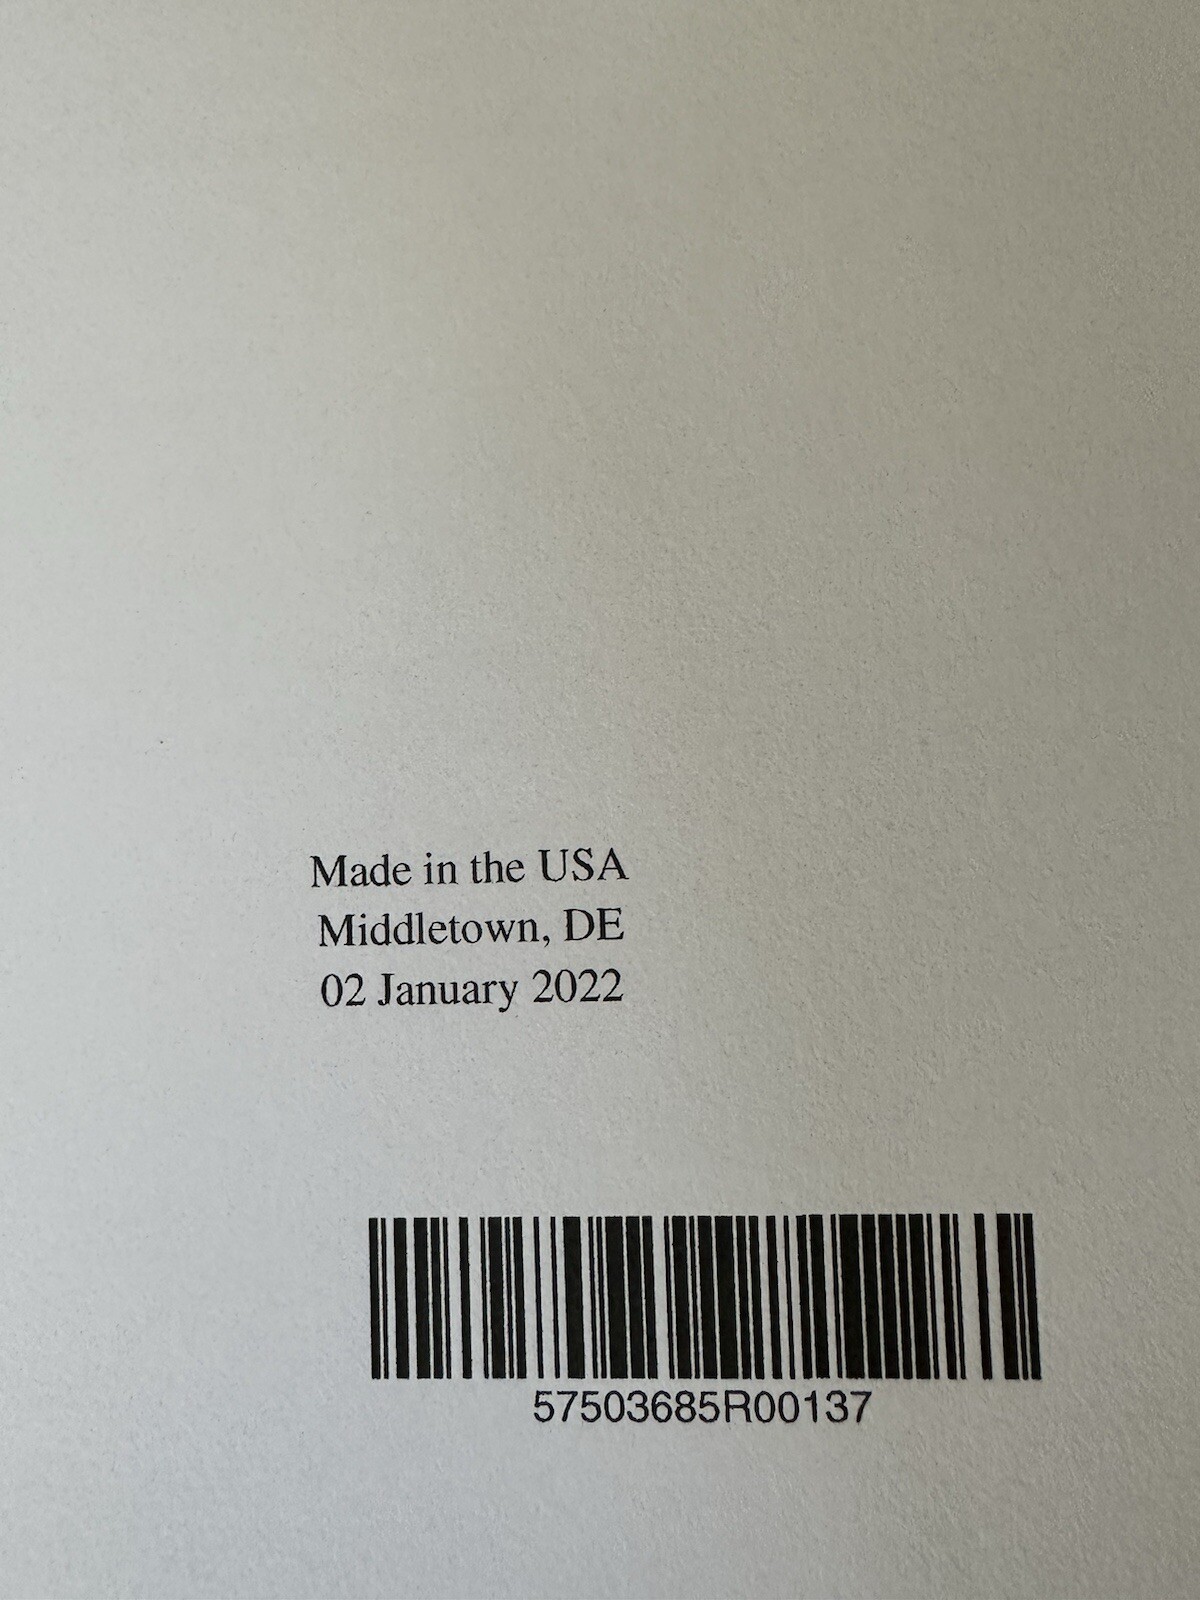 Made in the USA
Middletown, DE
02 January 2022
57503685R00137